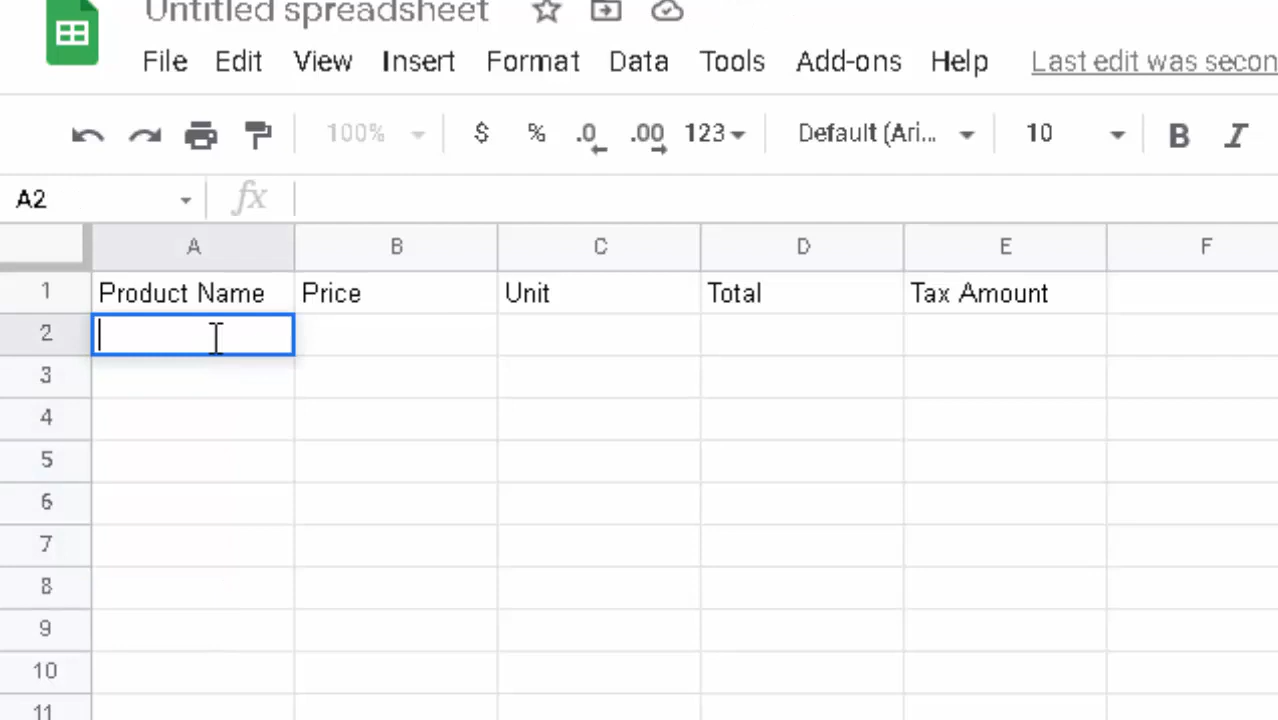 Untitled spreadsheet
File Edit View Insert Format Data Tools Add-ons Help Last edit was secon
100% $ % .0 .00 123 Default (Ari... 10 B I
A2 fx
A B C D E F
1 Product Name Price Unit Total Tax Amount
2
3
4
5
6
7
8
9
10
11